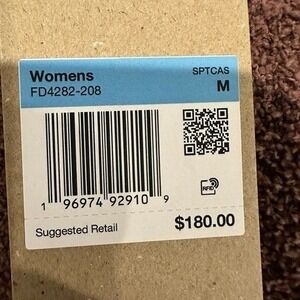 Womens SPTCAS
FD4282-208 M
RFID
1 96974 92910 9
Suggested Retail $180.00